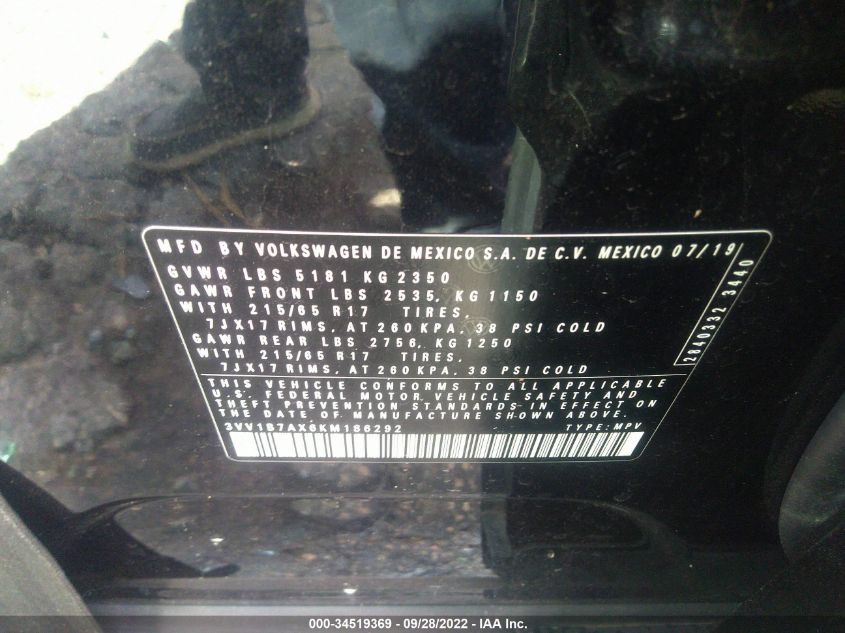 MFD BY VOLKSWAGEN DE MEXICO S.A. DE C.V. MEXICO 07/19
GVWR LBS 5181 KG 2350
GAWR FRONT LBS 2535, KG 1150
WITH 215/65 R17 TIRES,
7JX17 RIMS, AT 260 KPA, 38 PSI COLD
GAWR REAR LBS 2756, KG 1250
WITH 215/65 R17 TIRES,
7JX17 RIMS, AT 260 KPA, 38 PSI COLD
2840332 3440
THIS VEHICLE CONFORMS TO ALL APPLICABLE
U.S. FEDERAL MOTOR VEHICLE SAFETY AND
THEFT PREVENTION STANDARDS IN EFFECT ON
THE DATE OF MANUFACTURE SHOWN ABOVE.
3VV1B7AX6KM186292 TYPE: MPV
000-34519369 - 09/28/2022 - IAA Inc.